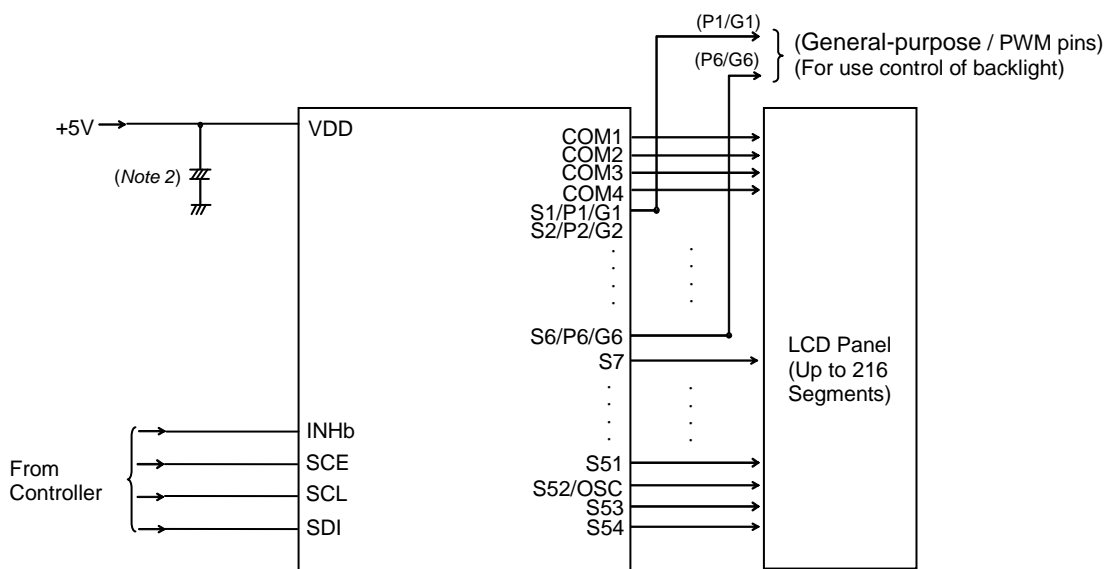 (P1/G1)
(General-purpose / PWM pins)
(P6/G6)
(For use control of backlight)
+5V
VDD
(Note 2)
COM1
COM2
COM3
COM4
S1/P1/G1
S2/P2/G2
S6/P6/G6
S7
LCD Panel
(Up to 216
Segments)
From
Controller
INHb
SCE
SCL
SDI
S51
S52/OSC
S53
S54